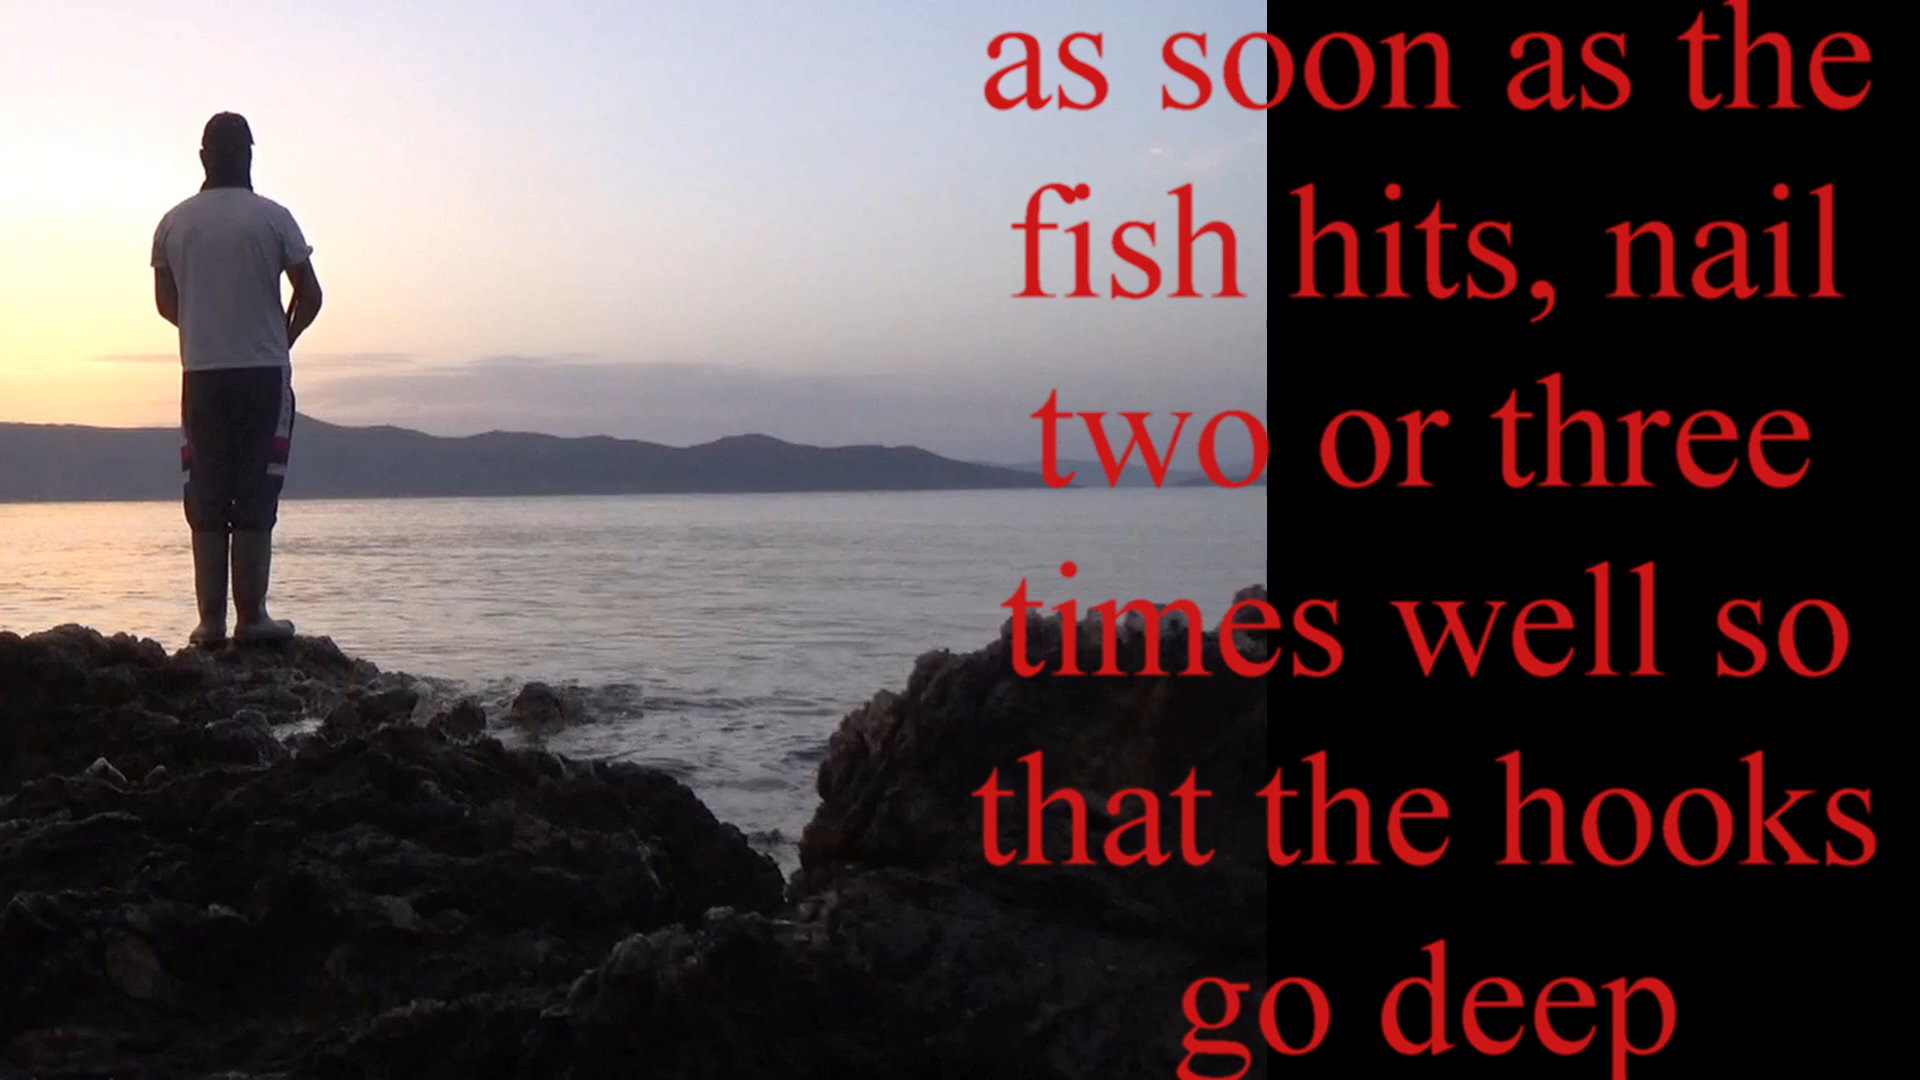 as soon as the
fish hits, nail
two or three
times well so
that the hooks
go deep